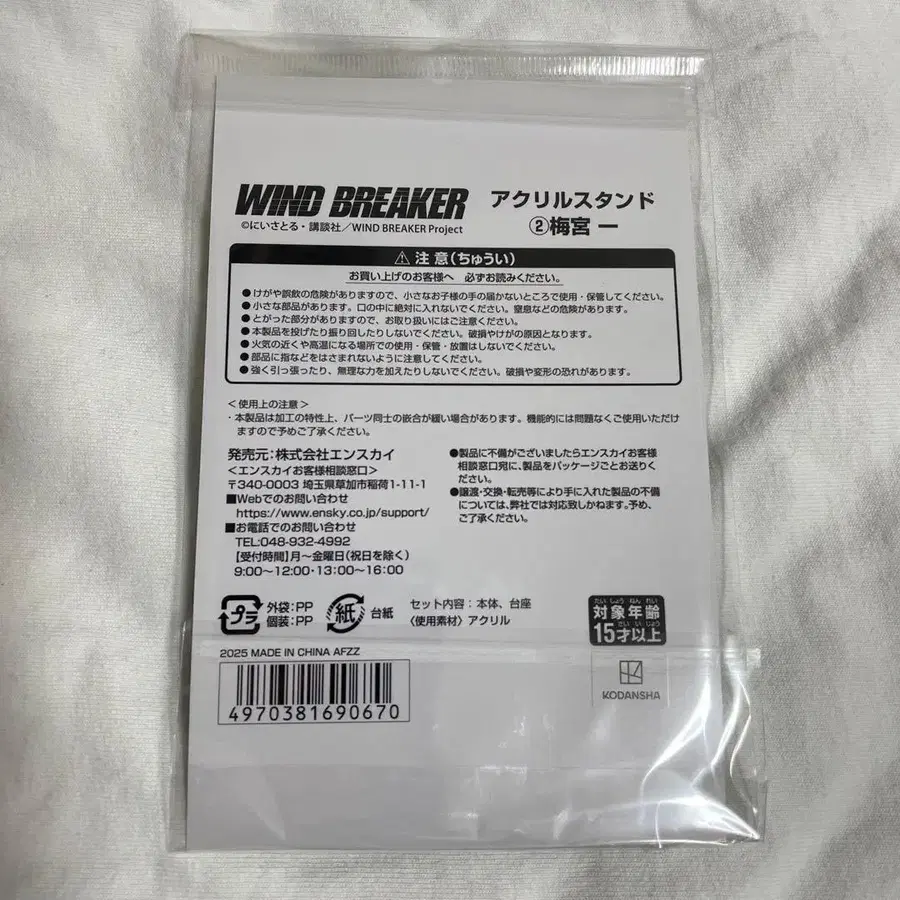 WIND BREAKER
©にいさとる・講談社／WIND BREAKER Project
アクリルスタンド
②梅宮 一
⚠ 注意(ちゅうい)
お買い上げのお客様へ　必ずお読みください。
●けがや誤飲の危険がありますので、小さなお子様の手の届かないところで使用・保管してください。
●小さな部品があります。口の中に絶対に入れないでください。窒息などの危険があります。
●とがった部分がありますので、お取り扱いにはご注意ください。
●本製品を投げたり振り回したりしないでください。破損やけがの原因となります。
●火気の近くや高温になる場所での使用・保管・放置はしないでください。
●部品に指などをはさまれないように注意してください。
●強く引っ張ったり、無理な力を加えたりしないでください。破損や変形の恐れがあります。
＜使用上の注意＞
・本製品は加工の特性上、パーツ同士の嵌合が緩い場合があります。機能的には問題なくご使用いただけ
ますので予めご了承ください。
発売元:株式会社エンスカイ
＜エンスカイお客様相談窓口＞
〒340-0003 埼玉県草加市稲荷1-11-1
■Webでのお問い合わせ
https://www.ensky.co.jp/support/
■お電話でのお問い合わせ
TEL:048-932-4992
【受付時間】月～金曜日(祝日を除く)
9:00～12:00・13:00～16:00
●製品に不備がございましたらエンスカイお客様
相談窓口宛に、製品をパッケージごとお送りく
ださい。
●譲渡・交換・転売等により手に入れた製品の不備
については、弊社では対応致しかねます。予め、
ご了承ください。
プラ
外袋:PP
個装:PP
紙
台紙
セット内容：本体、台座
〈使用素材〉アクリル
たいしょうねんれい
対象年齢
さいいじょう
15才以上
2025 MADE IN CHINA AFZZ
4970381690670
KODANSHA